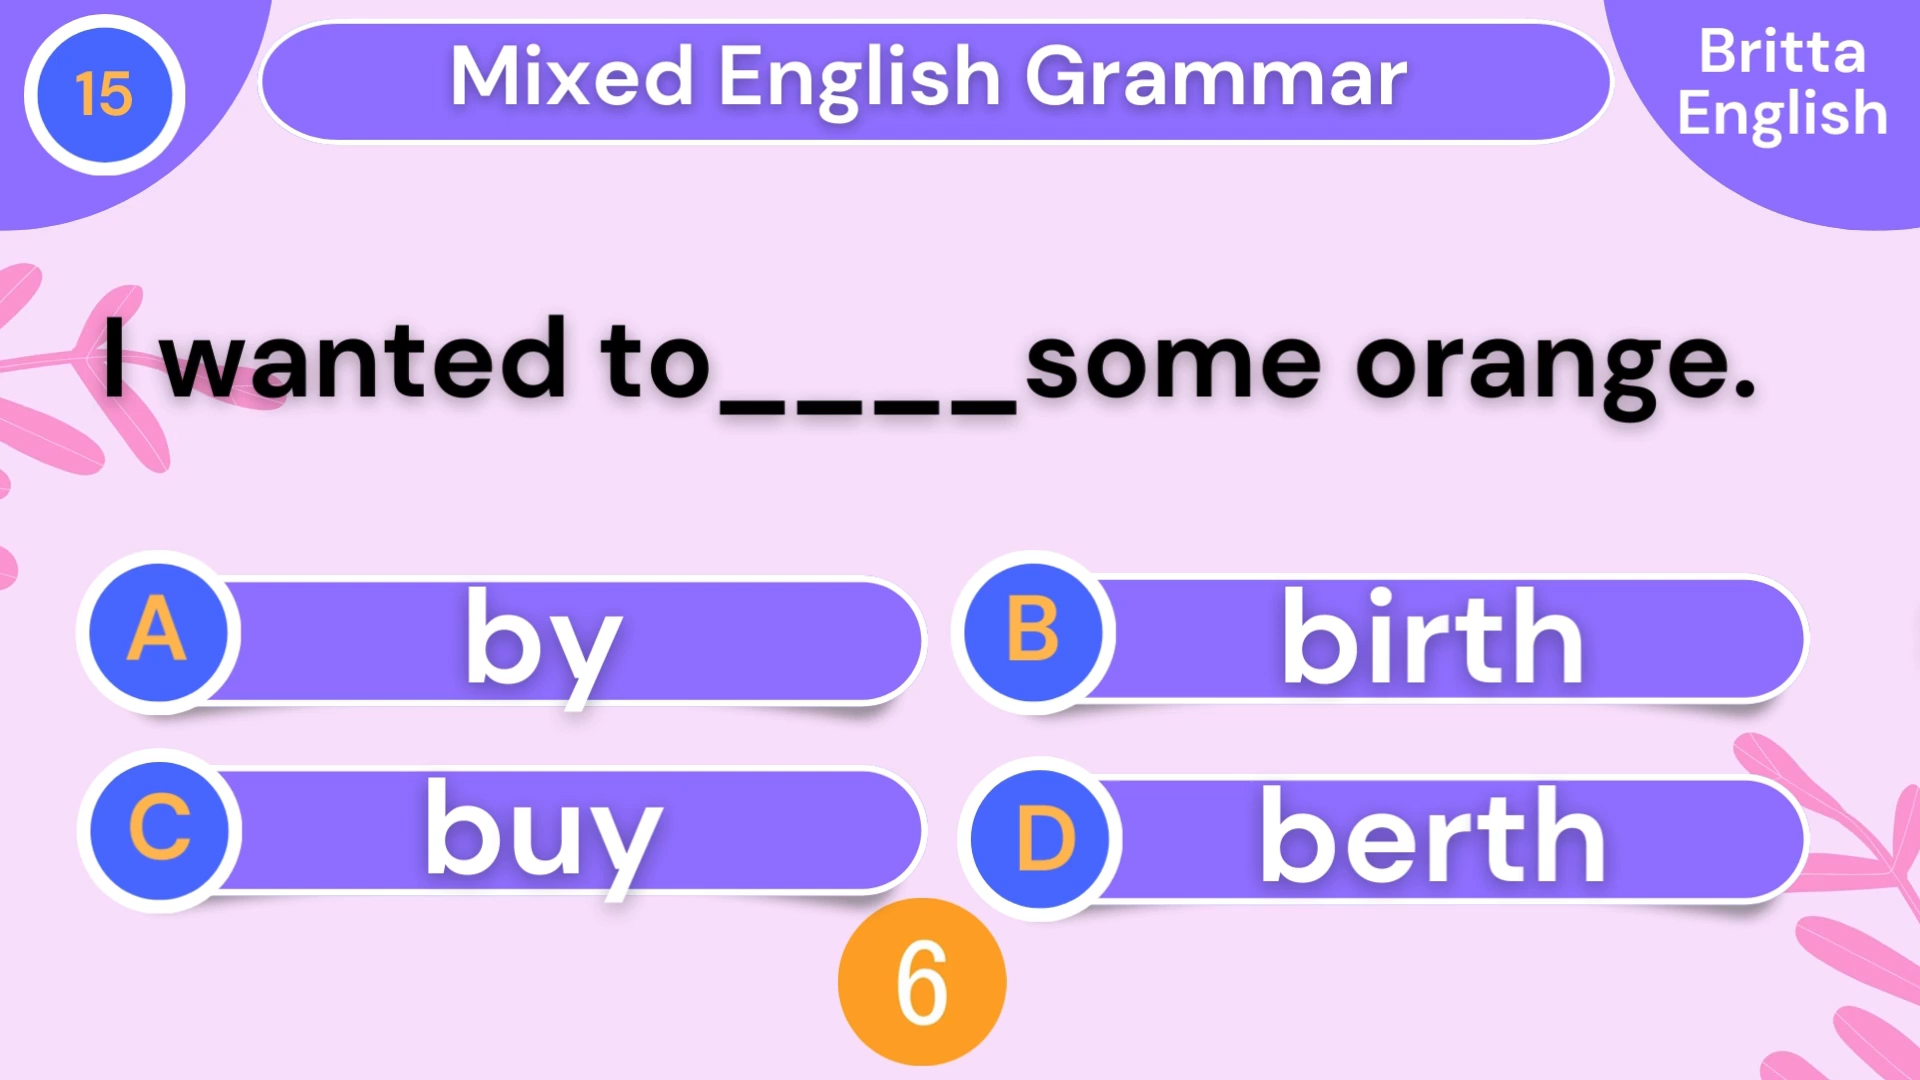 15
Mixed English Grammar
Britta
English
I wanted to____some orange.
A by
B birth
C buy
D berth
6